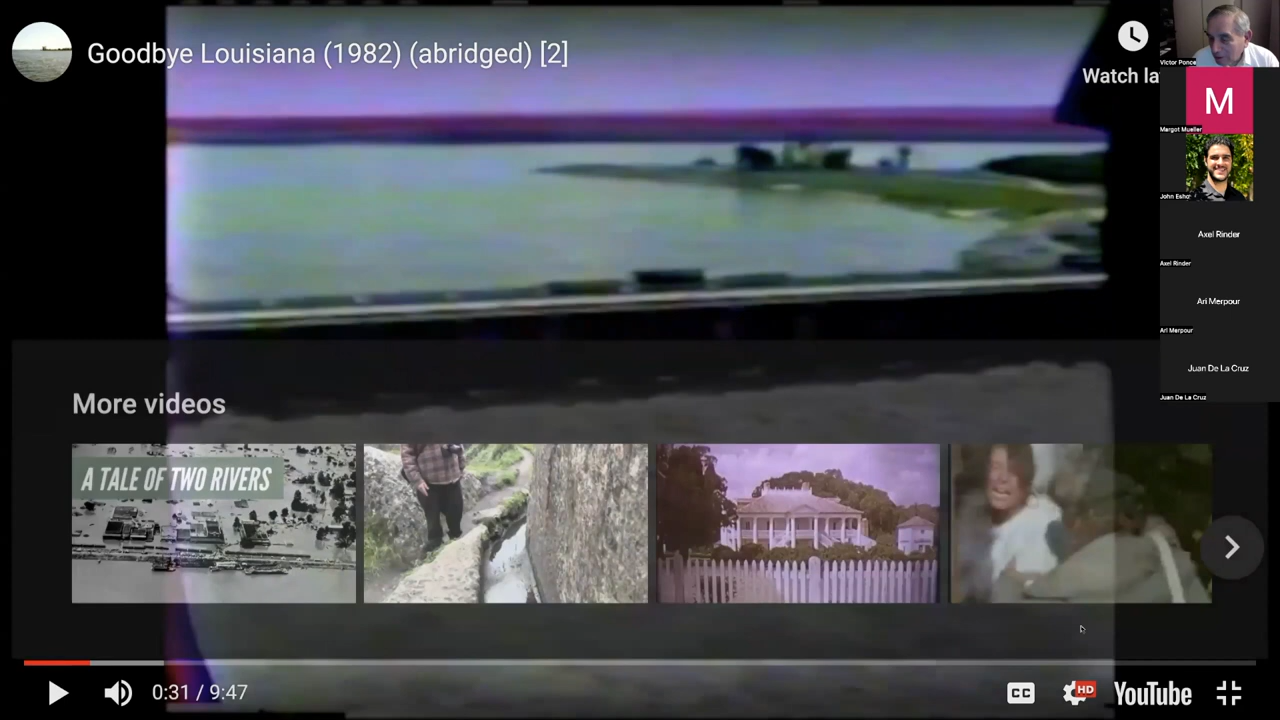 Goodbye Louisiana (1982) (abridged) [2]
Watch la
Victor Ponce
M
Margot Mueller
John Esho
Axel Rinder
Axel Rinder
Ari Merpour
Ari Merpour
Juan De La Cruz
Juan De La Cruz
More videos
A TALE OF TWO RIVERS
0:31 / 9:47
CC
HD
YouTube